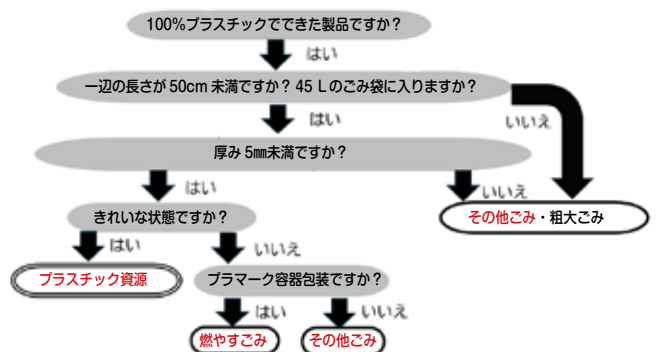 100%プラスチックでできた製品ですか？
はい
一辺の長さが50cm未満ですか？45Lのごみ袋に入りますか？
はい
いいえ
厚み5㎜未満ですか？
はい
いいえ
きれいな状態ですか？
その他ごみ・粗大ごみ
はい
いいえ
プラスチック資源
プラマーク容器包装ですか？
はい
いいえ
燃やすごみ
その他ごみ